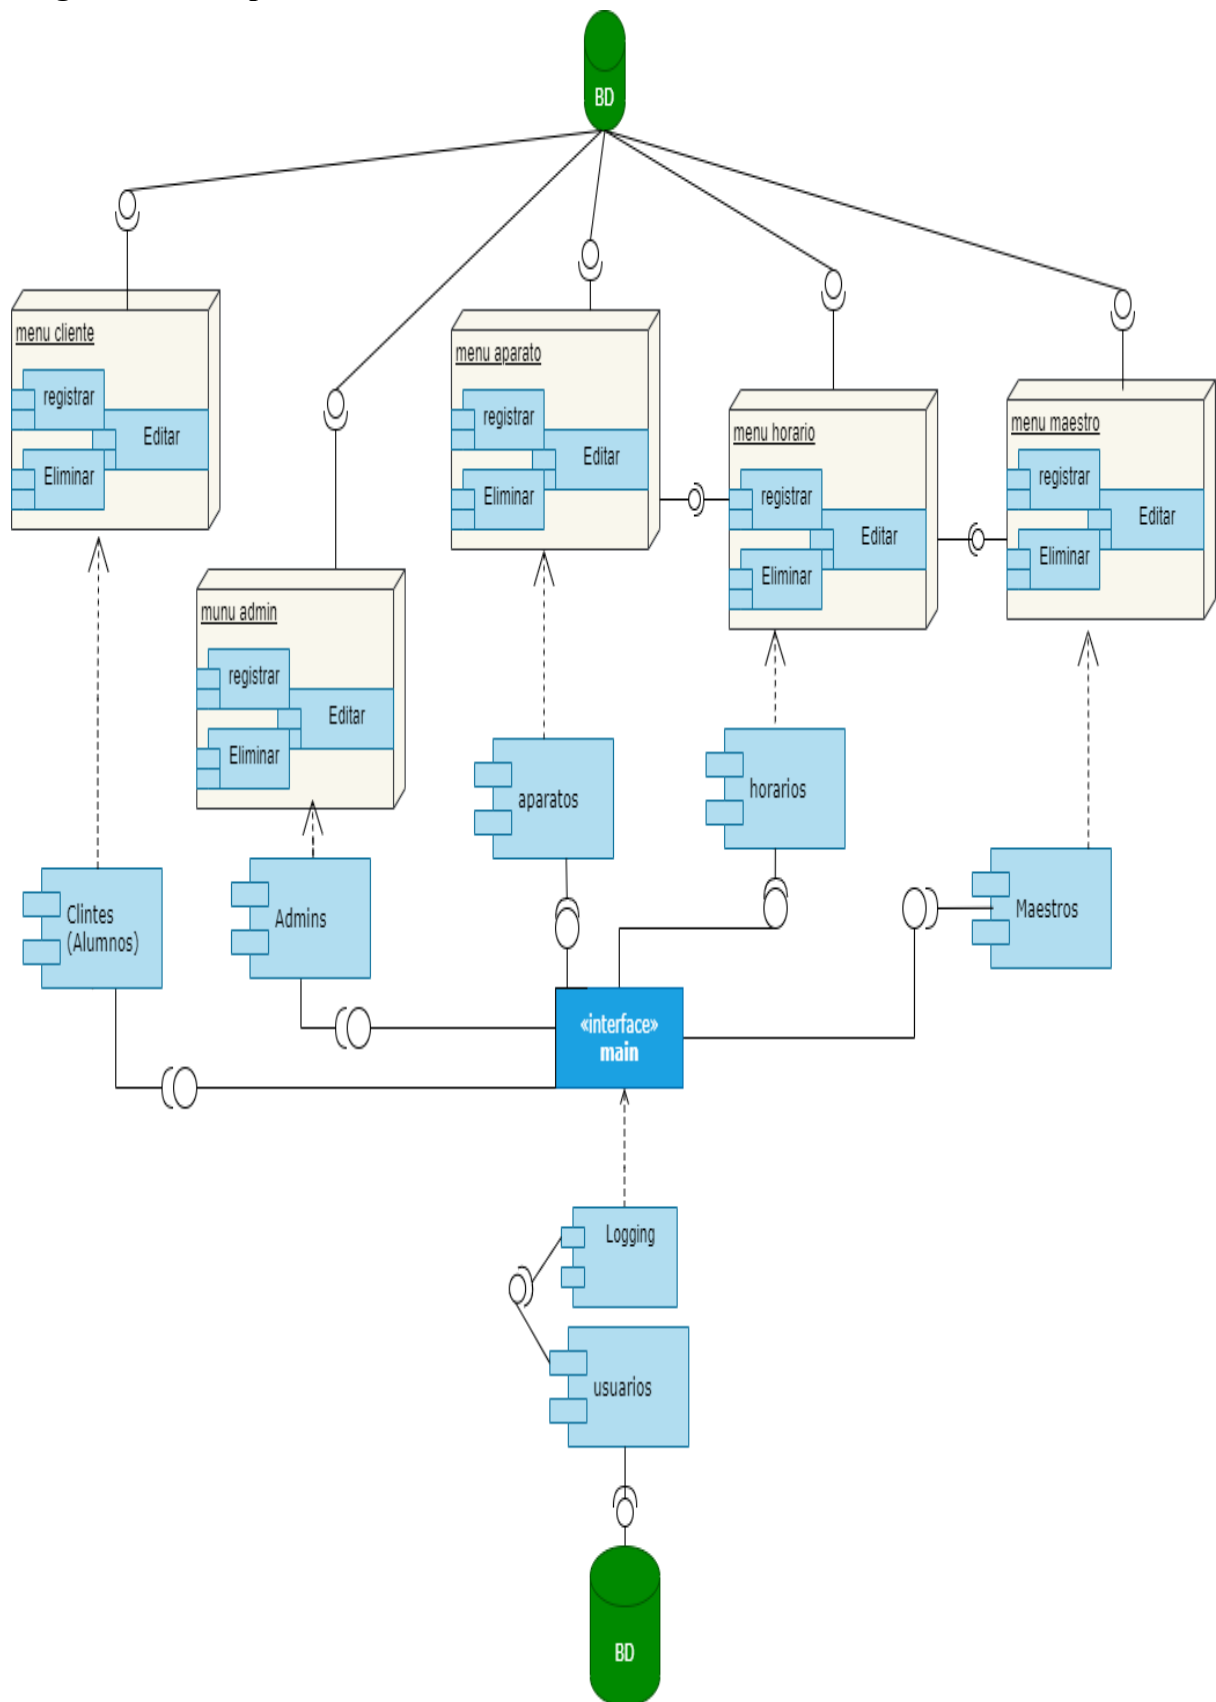 BD
menu cliente
registrar
Editar
Eliminar
menu aparato
registrar
Editar
Eliminar
menu horario
registrar
Editar
Eliminar
menu maestro
registrar
Editar
Eliminar
munu admin
registrar
Editar
Eliminar
aparatos
horarios
Clintes
(Alumnos)
Admins
Maestros
«interface»
main
Logging
usuarios
BD